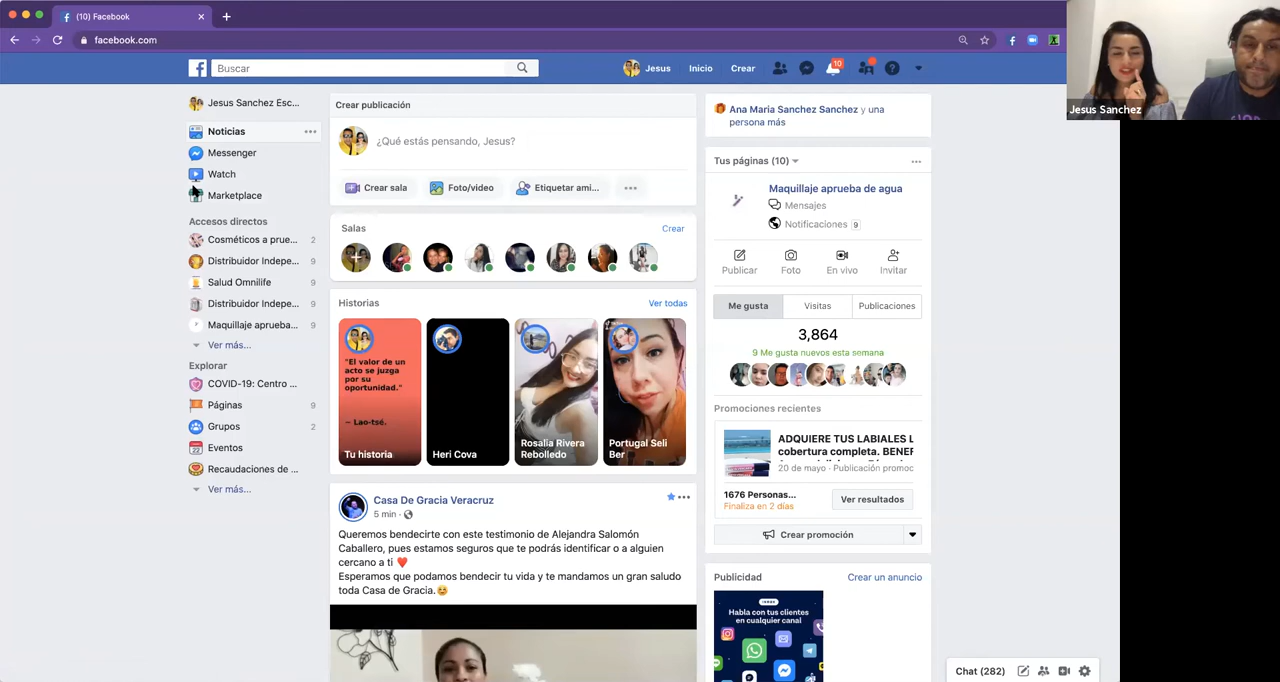 (10) Facebook
facebook.com
Jesus Sanchez
Buscar
Jesus
Inicio
Crear
10
Jesus Sanchez Esc...
Noticias
Messenger
Watch
Marketplace
Accesos directos
Cosméticos a prue... 2
Distribuidor Indepe... 9
Salud Omnilife 9
Distribuidor Indepe... 9
Maquillaje aprueba... 9
Ver más...
Explorar
COVID-19: Centro ...
Páginas 9
Grupos 2
Eventos
Recaudaciones de ...
Ver más...
Crear publicación
¿Qué estás pensando, Jesus?
Crear sala
Foto/video
Etiquetar ami...
Salas
Crear
Historias
Ver todas
"El valor de un
acto se juzga
por su
oportunidad."
— Lao-tsé.
Tu historia
Heri Cova
Rosalía Rivera
Rebolledo
Portugal Seli
Ber
Casa De Gracia Veracruz
5 min ·
Queremos bendecirte con este testimonio de Alejandra Salomón
Caballero, pues estamos seguros que te podrás identificar o a alguien
cercano a ti ❤️
Esperamos que podamos bendecir tu vida y te mandamos un gran saludo
toda Casa de Gracia.😊
Ana Maria Sanchez Sanchez y una
persona más
Tus páginas (10)
Maquillaje aprueba de agua
Mensajes
Notificaciones 9
Publicar
Foto
En vivo
Invitar
Me gusta
Visitas
Publicaciones
3,864
9 Me gusta nuevos esta semana
Promociones recientes
ADQUIERE TUS LABIALES L
cobertura completa. BENEF
20 de mayo · Publicación promoc
1676 Personas...
Finaliza en 2 días
Ver resultados
Crear promoción
Publicidad
Crear un anuncio
Habla con tus clientes
en cualquier canal
Chat (282)